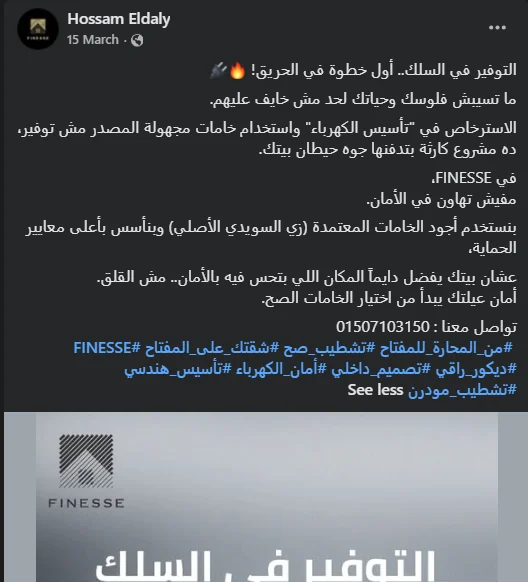 Hossam Eldaly
15 March
FINESSE
التوفير في السلك.. أول خطوة في الحريق! 🔥🔌
ما تسيبش فلوسك وحياتك لحد مش خايف عليهم.
الاسترخاص في "تأسيس الكهرباء" واستخدام خامات مجهولة المصدر مش توفير،
ده مشروع كارثة بتدفنها جوه حيطان بيتك.
في FINESSE،
مفيش تهاون في الأمان.
بنستخدم أجود الخامات المعتمدة (زي السويدي الأصلي) وبنأسس بأعلى معايير
الحماية،
عشان بيتك يفضل دايماً المكان اللي بتحس فيه بالأمان.. مش القلق.
أمان عيلتك يبدأ من اختيار الخامات الصح.
تواصل معنا : 01507103150
#من_المحارة_للمفتاح #تشطيب_صح #شقتك_على_المفتاح #FINESSE
#ديكور_راقي #تصميم_داخلي #أمان_الكهرباء #تأسيس_هندسي
#تشطيب_مودرن See less
FINESSE
التوفير في السلك